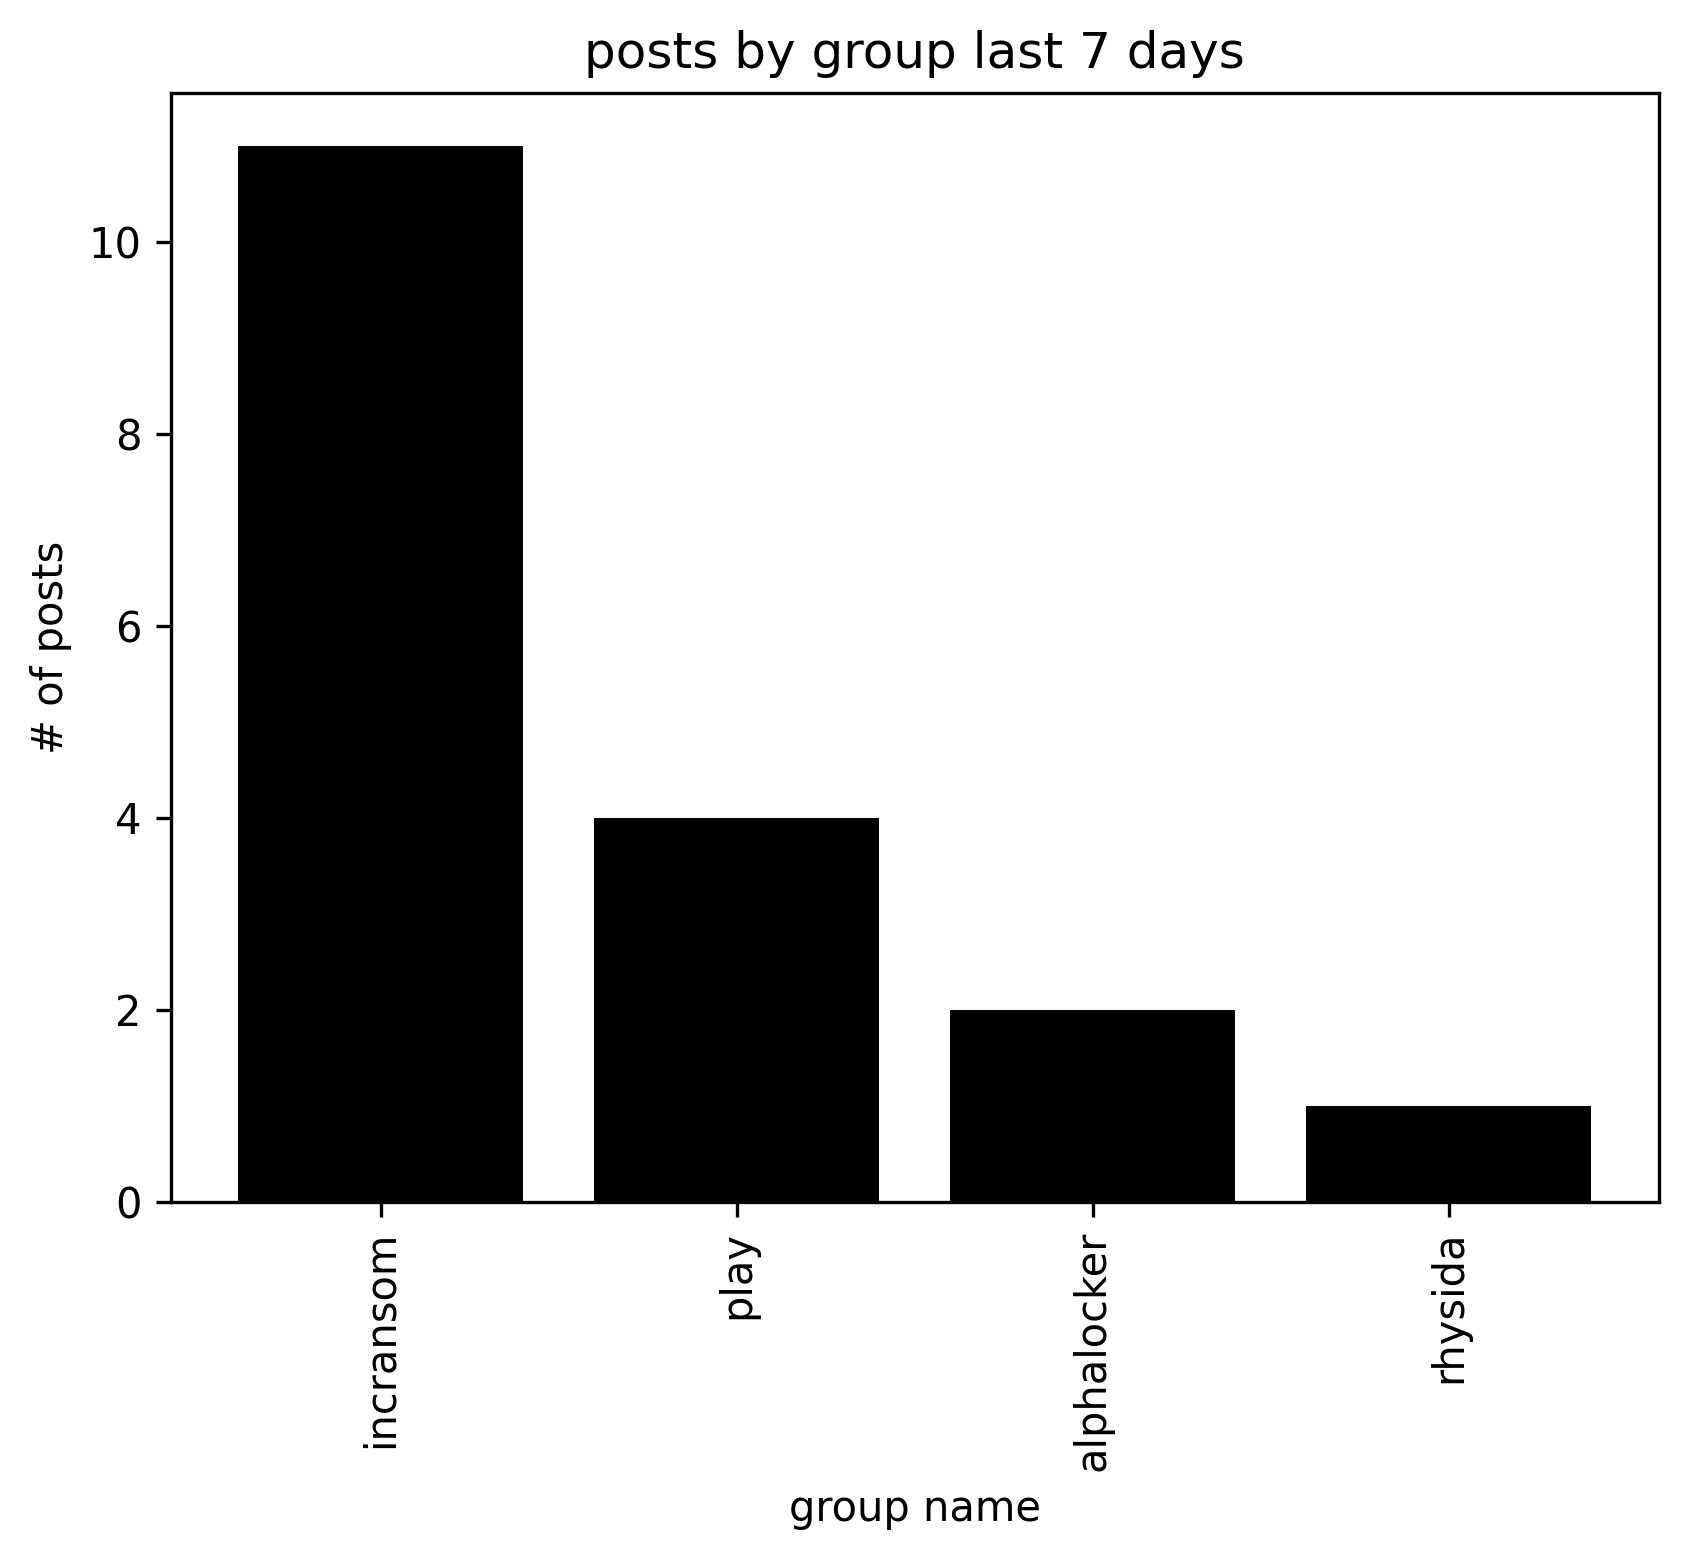 posts by group last 7 days
# of posts
10
8
6
4
2
0
incransom
play
alphalocker
rhysida
group name